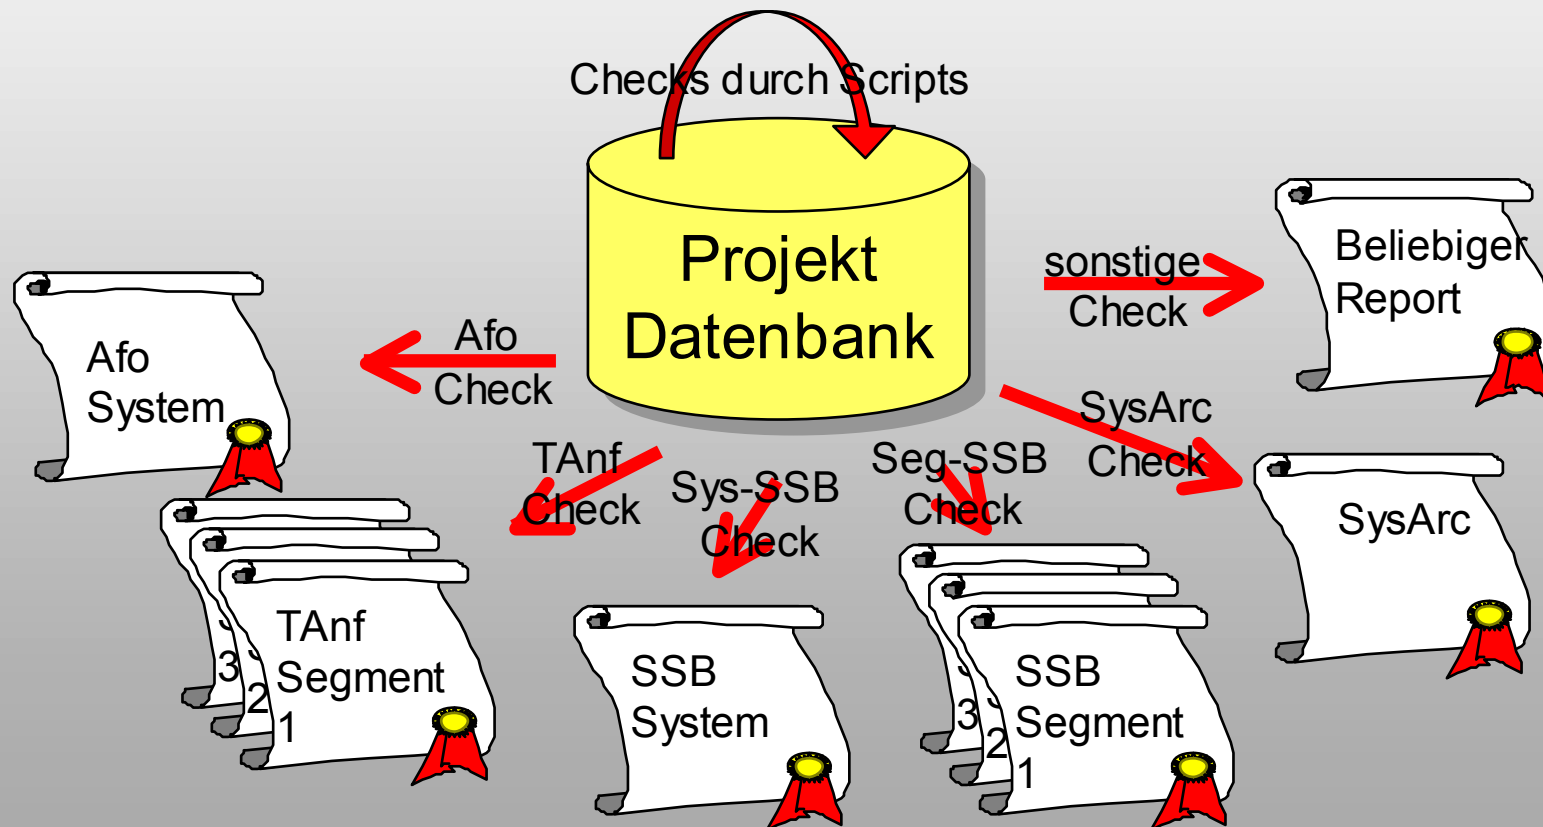 Checks durch Scripts
Projekt
Datenbank
sonstige
Check
Beliebiger
Report
Afo
Check
Afo
System
SysArc
Check
TAnf
Check
Sys-SSB
Check
Seg-SSB
Check
SysArc
TAnf
Segment
1
2
3
SSB
System
SSB
Segment
1
2
3